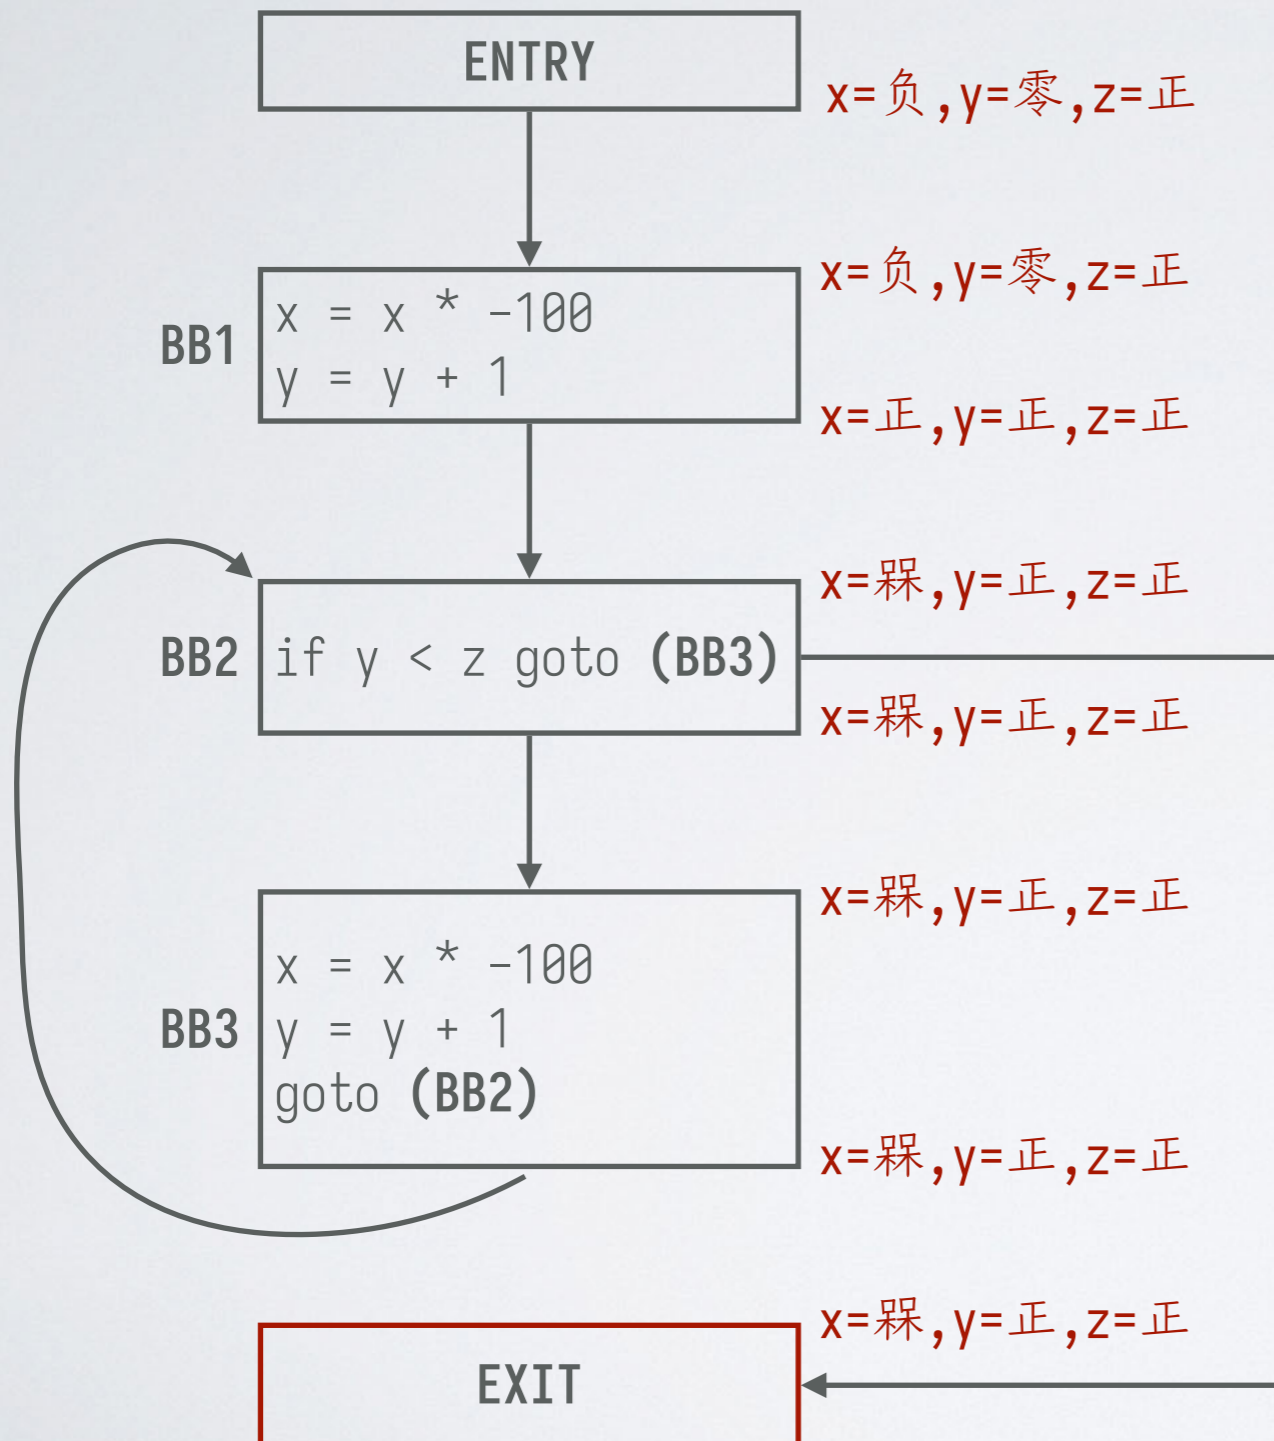 ENTRY
x=负,y=零,z=正
x=负,y=零,z=正
BB1
x = x * -100
y = y + 1
x=正,y=正,z=正
x=槑,y=正,z=正
BB2
if y < z goto (BB3)
x=槑,y=正,z=正
x=槑,y=正,z=正
BB3
x = x * -100
y = y + 1
goto (BB2)
x=槑,y=正,z=正
x=槑,y=正,z=正
EXIT